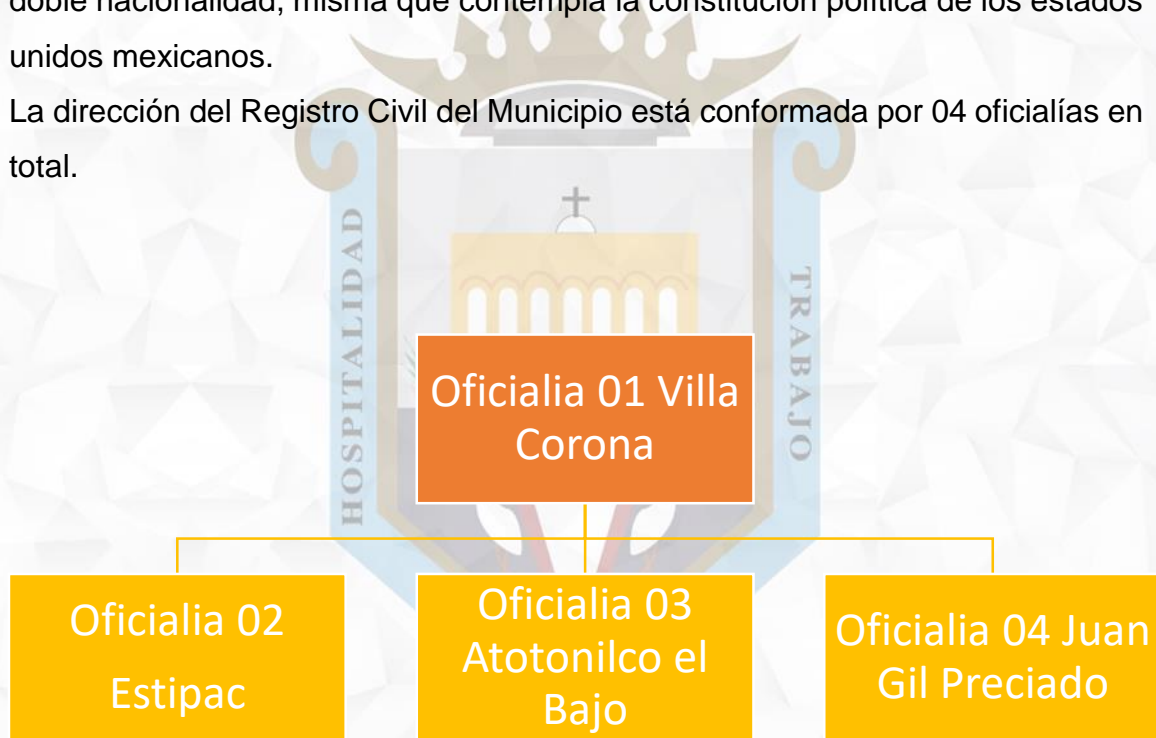 doble nacionalidad, misma que contempla la constitución política de los estados
unidos mexicanos.
La dirección del Registro Civil del Municipio está conformada por 04 oficialías en
total.
HOSPITALIDAD
TRABAJO
Oficialia 01 Villa
Corona
Oficialia 02
Estipac
Oficialia 03
Atotonilco el
Bajo
Oficialia 04 Juan
Gil Preciado